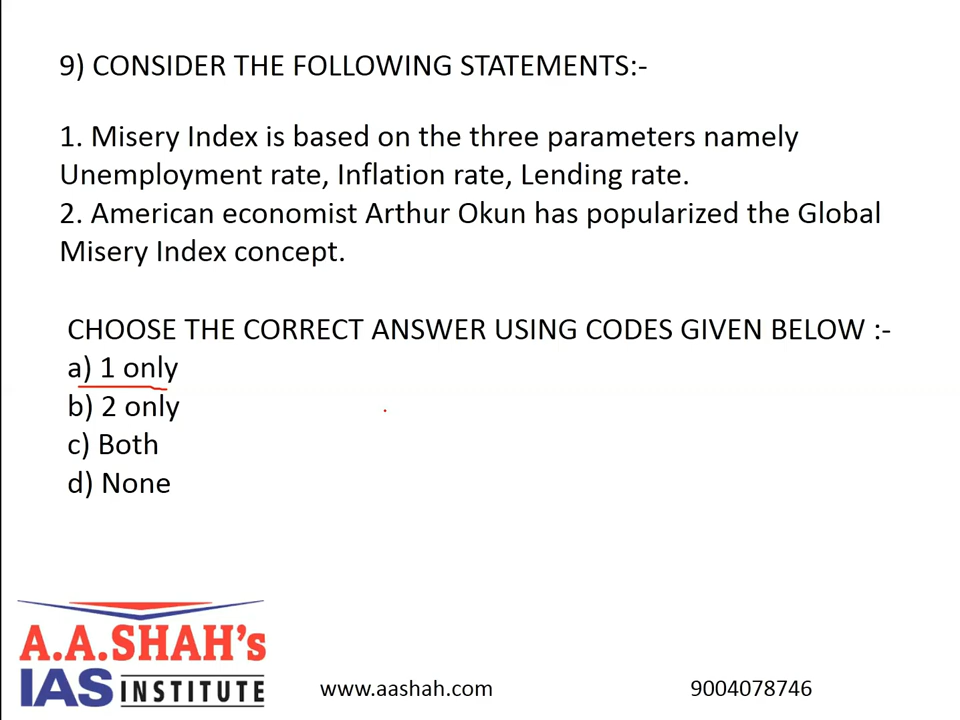 9) CONSIDER THE FOLLOWING STATEMENTS:-
1. Misery Index is based on the three parameters namely
Unemployment rate, Inflation rate, Lending rate.
2. American economist Arthur Okun has popularized the Global
Misery Index concept.
CHOOSE THE CORRECT ANSWER USING CODES GIVEN BELOW :-
a) 1 only
b) 2 only
c) Both
d) None
A.A.SHAH's
IAS INSTITUTE
www.aashah.com
9004078746